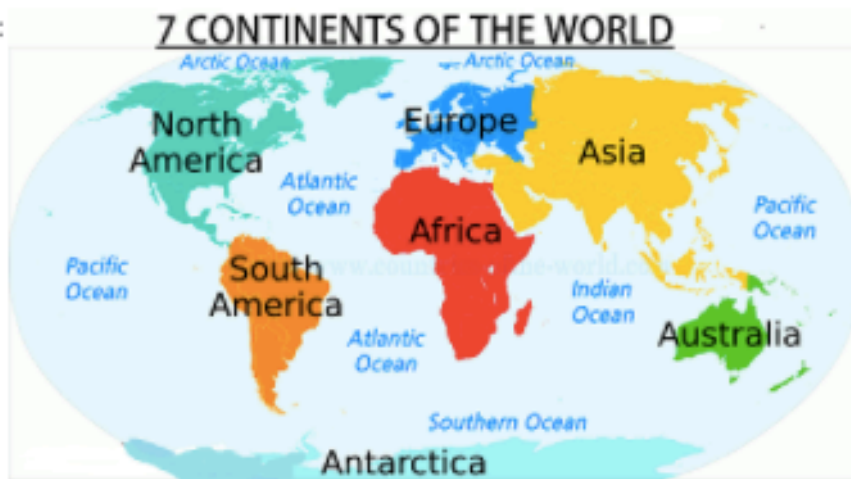 7 CONTINENTS OF THE WORLD
Arctic Ocean
Arctic Ocean
North
America
Europe
Asia
Atlantic
Ocean
Pacific
Ocean
Africa
Pacific
Ocean
South
America
Indian
Ocean
Atlantic
Ocean
Australia
Southern Ocean
Antarctica